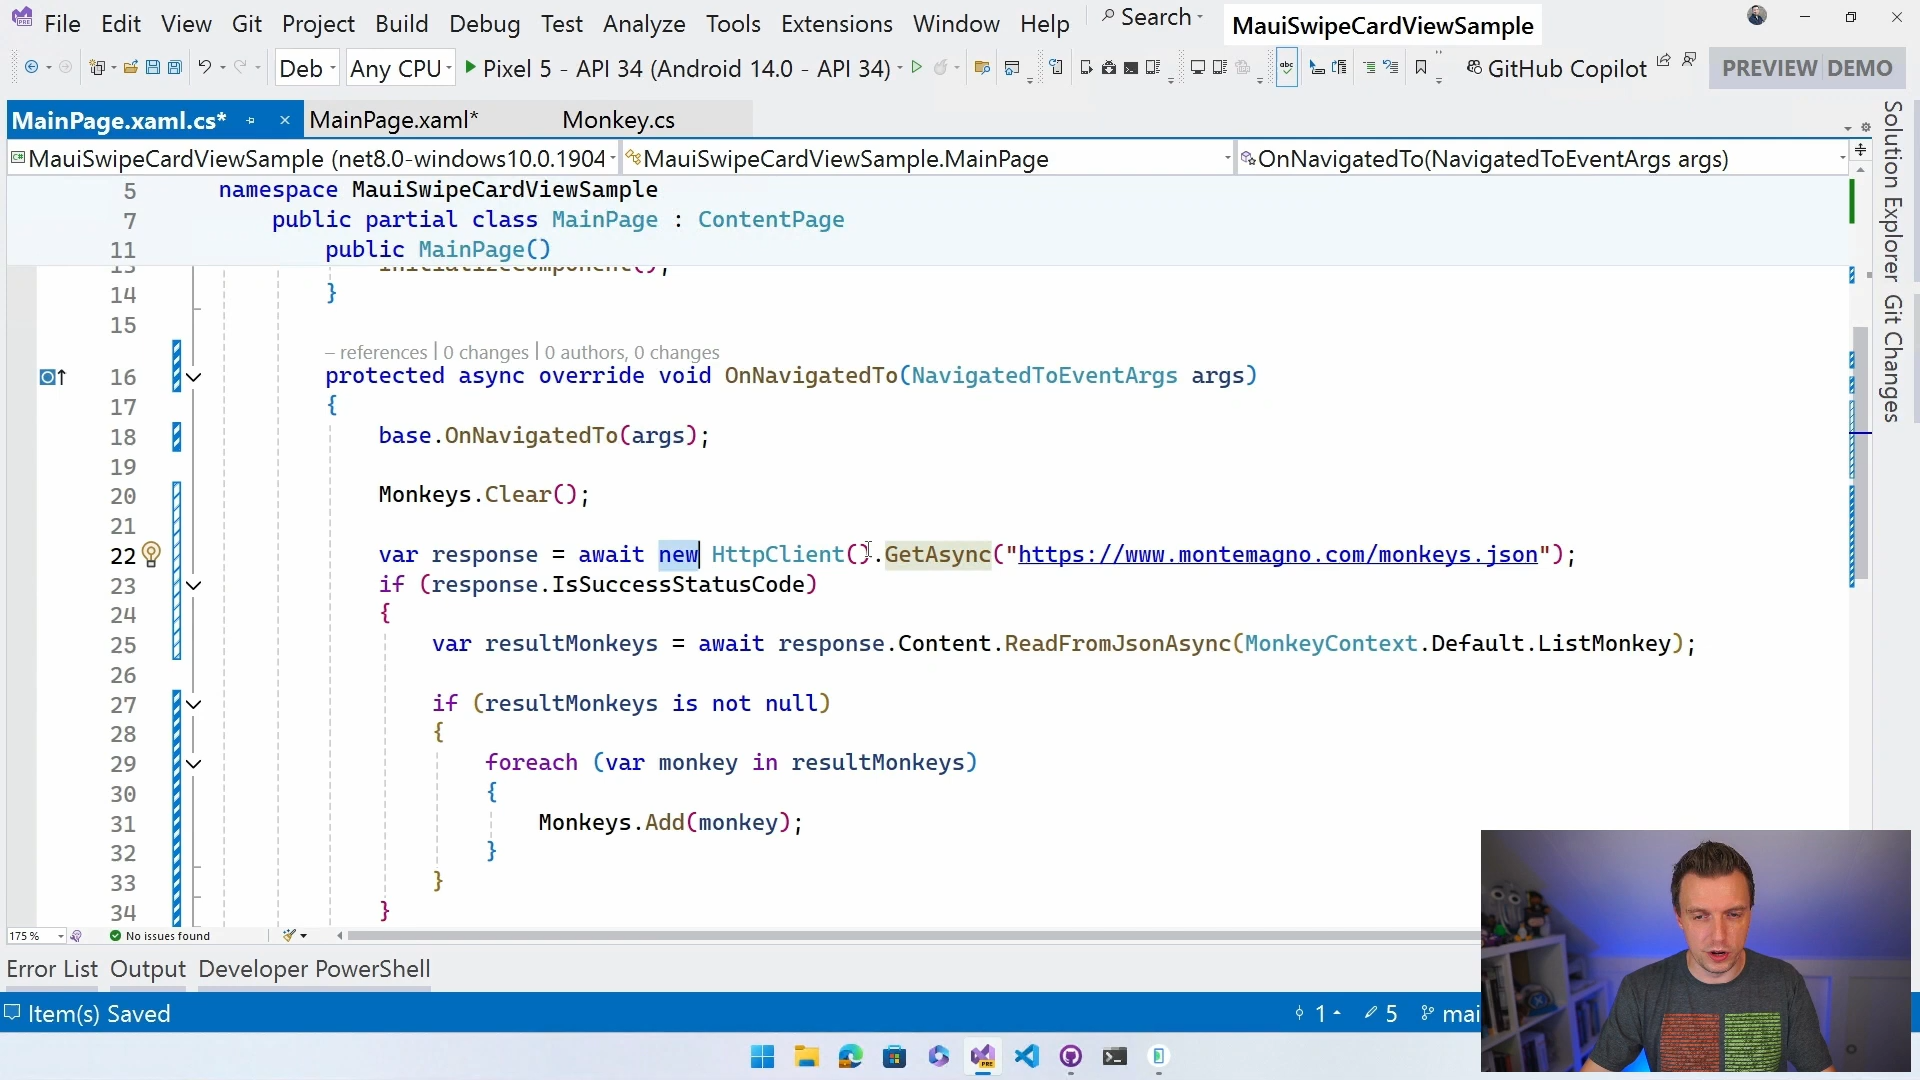 File Edit View Git Project Build Debug Test Analyze Tools Extensions Window Help Search MauiSwipeCardViewSample
Deb Any CPU Pixel 5 - API 34 (Android 14.0 - API 34) GitHub Copilot PREVIEW DEMO
MainPage.xaml.cs* MainPage.xaml* Monkey.cs
MauiSwipeCardViewSample (net8.0-windows10.0.1904 MauiSwipeCardViewSample.MainPage OnNavigatedTo(NavigatedToEventArgs args)
5 namespace MauiSwipeCardViewSample
7 public partial class MainPage : ContentPage
11 public MainPage()
13 InitializeComponent();
14 }
15
– references | 0 changes | 0 authors, 0 changes
16 protected async override void OnNavigatedTo(NavigatedToEventArgs args)
17 {
18 base.OnNavigatedTo(args);
19
20 Monkeys.Clear();
21
22 var response = await new HttpClient().GetAsync("https://www.montemagno.com/monkeys.json");
23 if (response.IsSuccessStatusCode)
24 {
25 var resultMonkeys = await response.Content.ReadFromJsonAsync(MonkeyContext.Default.ListMonkey);
26
27 if (resultMonkeys is not null)
28 {
29 foreach (var monkey in resultMonkeys)
30 {
31 Monkeys.Add(monkey);
32 }
33 }
34 }
175 % No issues found
Error List Output Developer PowerShell
Item(s) Saved 1 5 mai
Solution Explorer
Git Changes